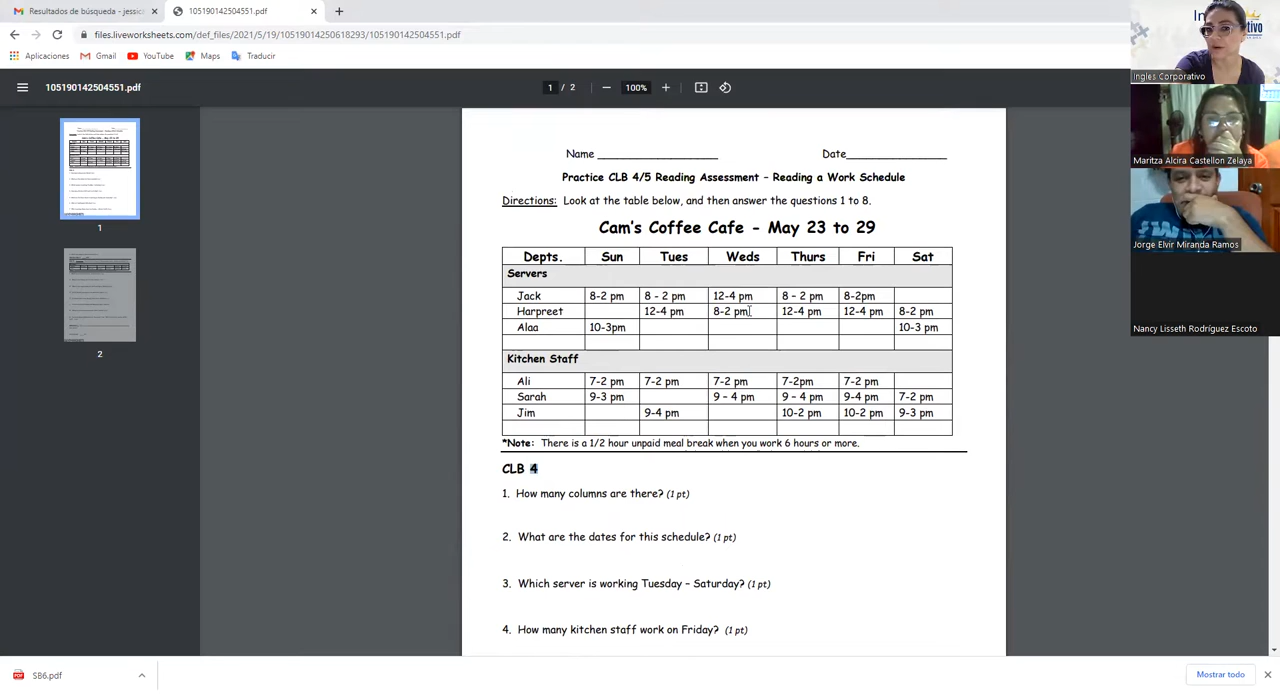 Resultados de búsqueda - jessica
105190142504551.pdf
files.liveworksheets.com/def_files/2021/5/19/10519014250618293/105190142504551.pdf
Aplicaciones Gmail YouTube Maps Traducir
105190142504551.pdf
1 / 2
100%
1
2
Name ____________________ Date_________________
Practice CLB 4/5 Reading Assessment – Reading a Work Schedule
Directions: Look at the table below, and then answer the questions 1 to 8.
Cam's Coffee Cafe - May 23 to 29
Depts. Sun Tues Weds Thurs Fri Sat
Servers
Jack 8-2 pm 8 - 2 pm 12-4 pm 8 - 2 pm 8-2pm
Harpreet 12-4 pm 8-2 pm 12-4 pm 12-4 pm 8-2 pm
Alaa 10-3pm 10-3 pm
Kitchen Staff
Ali 7-2 pm 7-2 pm 7-2 pm 7-2pm 7-2 pm
Sarah 9-3 pm 9 - 4 pm 9 - 4 pm 9-4 pm 7-2 pm
Jim 9-4 pm 10-2 pm 10-2 pm 9-3 pm
*Note: There is a 1/2 hour unpaid meal break when you work 6 hours or more.
CLB 4
1. How many columns are there? (1 pt)
2. What are the dates for this schedule? (1 pt)
3. Which server is working Tuesday – Saturday? (1 pt)
4. How many kitchen staff work on Friday? (1 pt)
Ingles Corporativo
Maritza Alcira Castellon Zelaya
Jorge Elvir Miranda Ramos
Nancy Lisseth Rodríguez Escoto
SB6.pdf
Mostrar todo